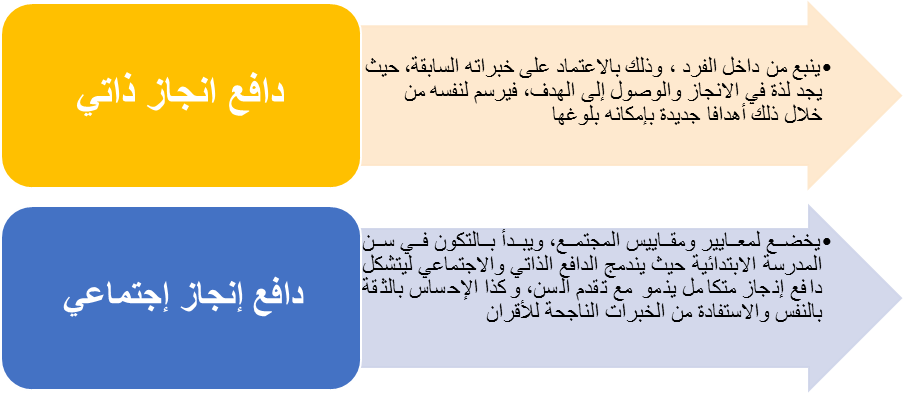 دافع انجاز ذاتي
•ينبع من داخل الفرد ، وذلك بالاعتماد على خبراته السابقة، حيث
يجد لذة في الانجاز والوصول إلى الهدف، فيرسم لنفسه من
خلال ذلك أهدافا جديدة بإمكانه بلوغها
دافع إنجاز إجتماعي
•يخضع لمعايير ومقاييس المجتمع، ويبدأ بالتكون في سن
المدرسة الابتدائية حيث يندمج الدافع الذاتي والاجتماعي ليتشكل
دافع إنجاز متكامل ينمو مع تقدم السن، وكذا الإحساس بالثقة
بالنفس والاستفادة من الخبرات الناجحة للأقران